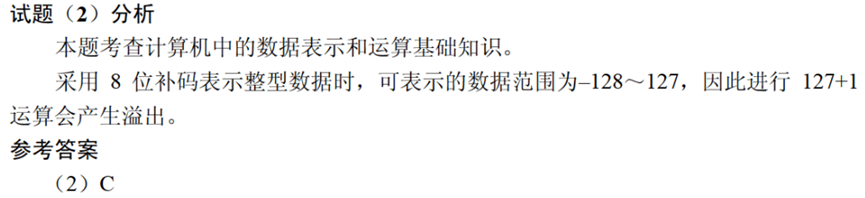 试题（2）分析
本题考查计算机中的数据表示和运算基础知识。
采用 8 位补码表示整型数据时，可表示的数据范围为–128～127，因此进行 127+1
运算会产生溢出。
参考答案
（2）C